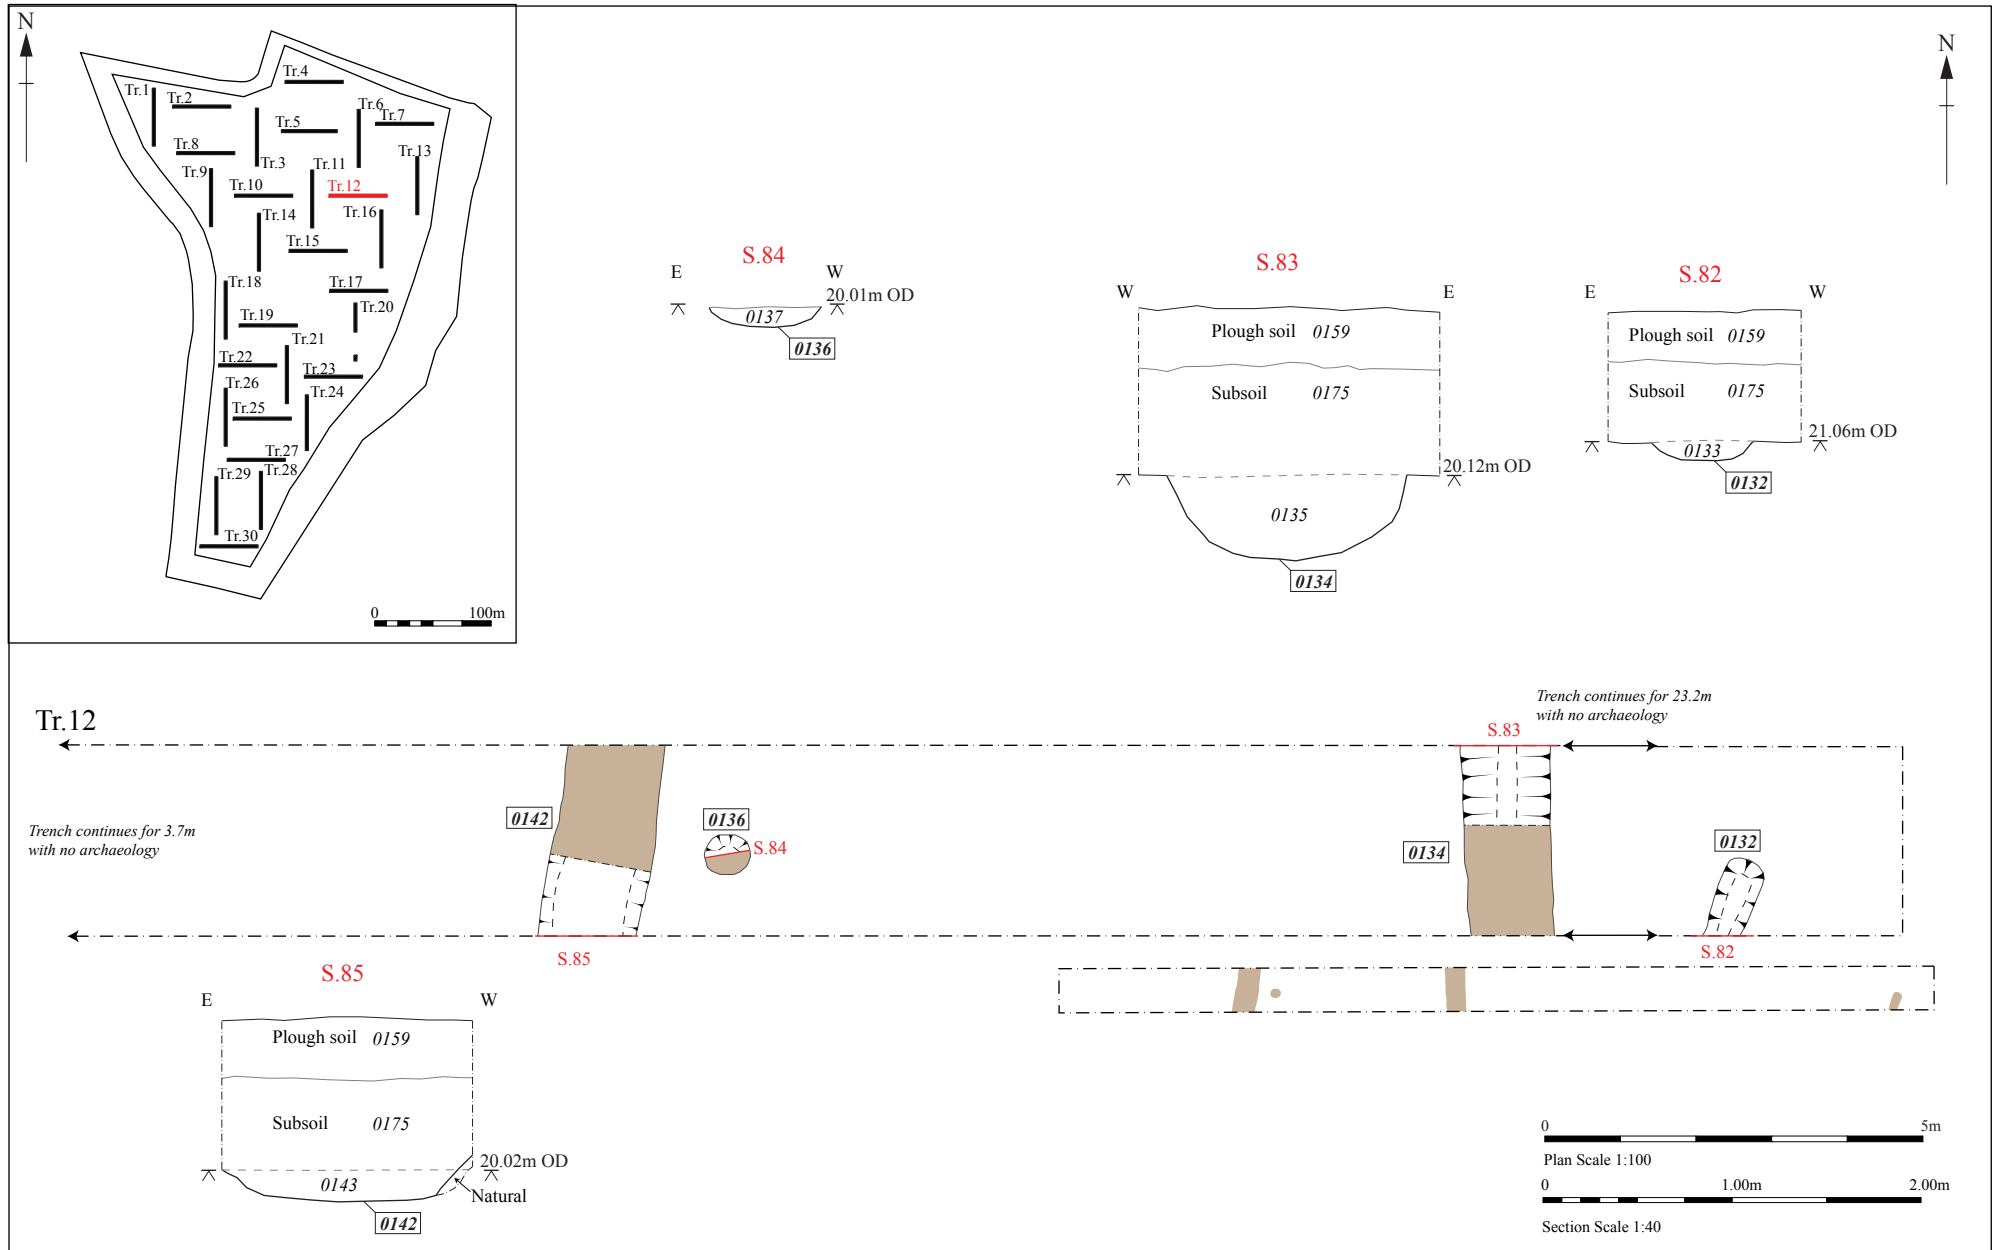 N
Tr.4
Tr.1
Tr.2
Tr.6
Tr.7
Tr.5
Tr.8
Tr.3
Tr.13
Tr.9
Tr.11
Tr.10
Tr.12
Tr.14
Tr.16
Tr.15
Tr.18
Tr.17
Tr.20
Tr.19
Tr.21
Tr.22
Tr.23
Tr.26
Tr.24
Tr.25
Tr.27
Tr.29
Tr.28
Tr.30
0 100m
N
S.84
E W
20.01m OD
0137
0136
S.83
W E
Plough soil 0159
Subsoil 0175
20.12m OD
0135
0134
S.82
E W
Plough soil 0159
Subsoil 0175
21.06m OD
0133
0132
Tr.12
Trench continues for 23.2m
with no archaeology
S.83
Trench continues for 3.7m
with no archaeology
0142
0136
S.84
0134
0132
S.85
S.82
S.85
E W
Plough soil 0159
Subsoil 0175
20.02m OD
0143
Natural
0142
0 5m
Plan Scale 1:100
0 1.00m 2.00m
Section Scale 1:40